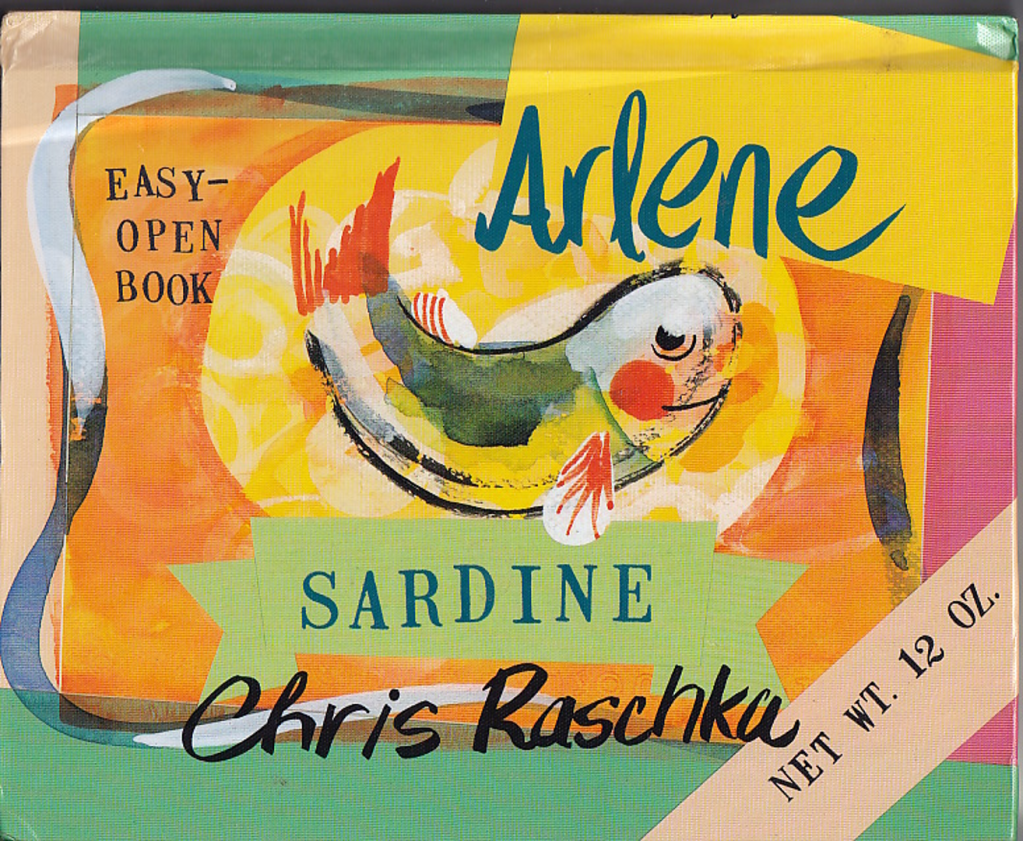 Arlene
EASY-
OPEN
BOOK
SARDINE
Chris Raschka
NET WT. 12 OZ.